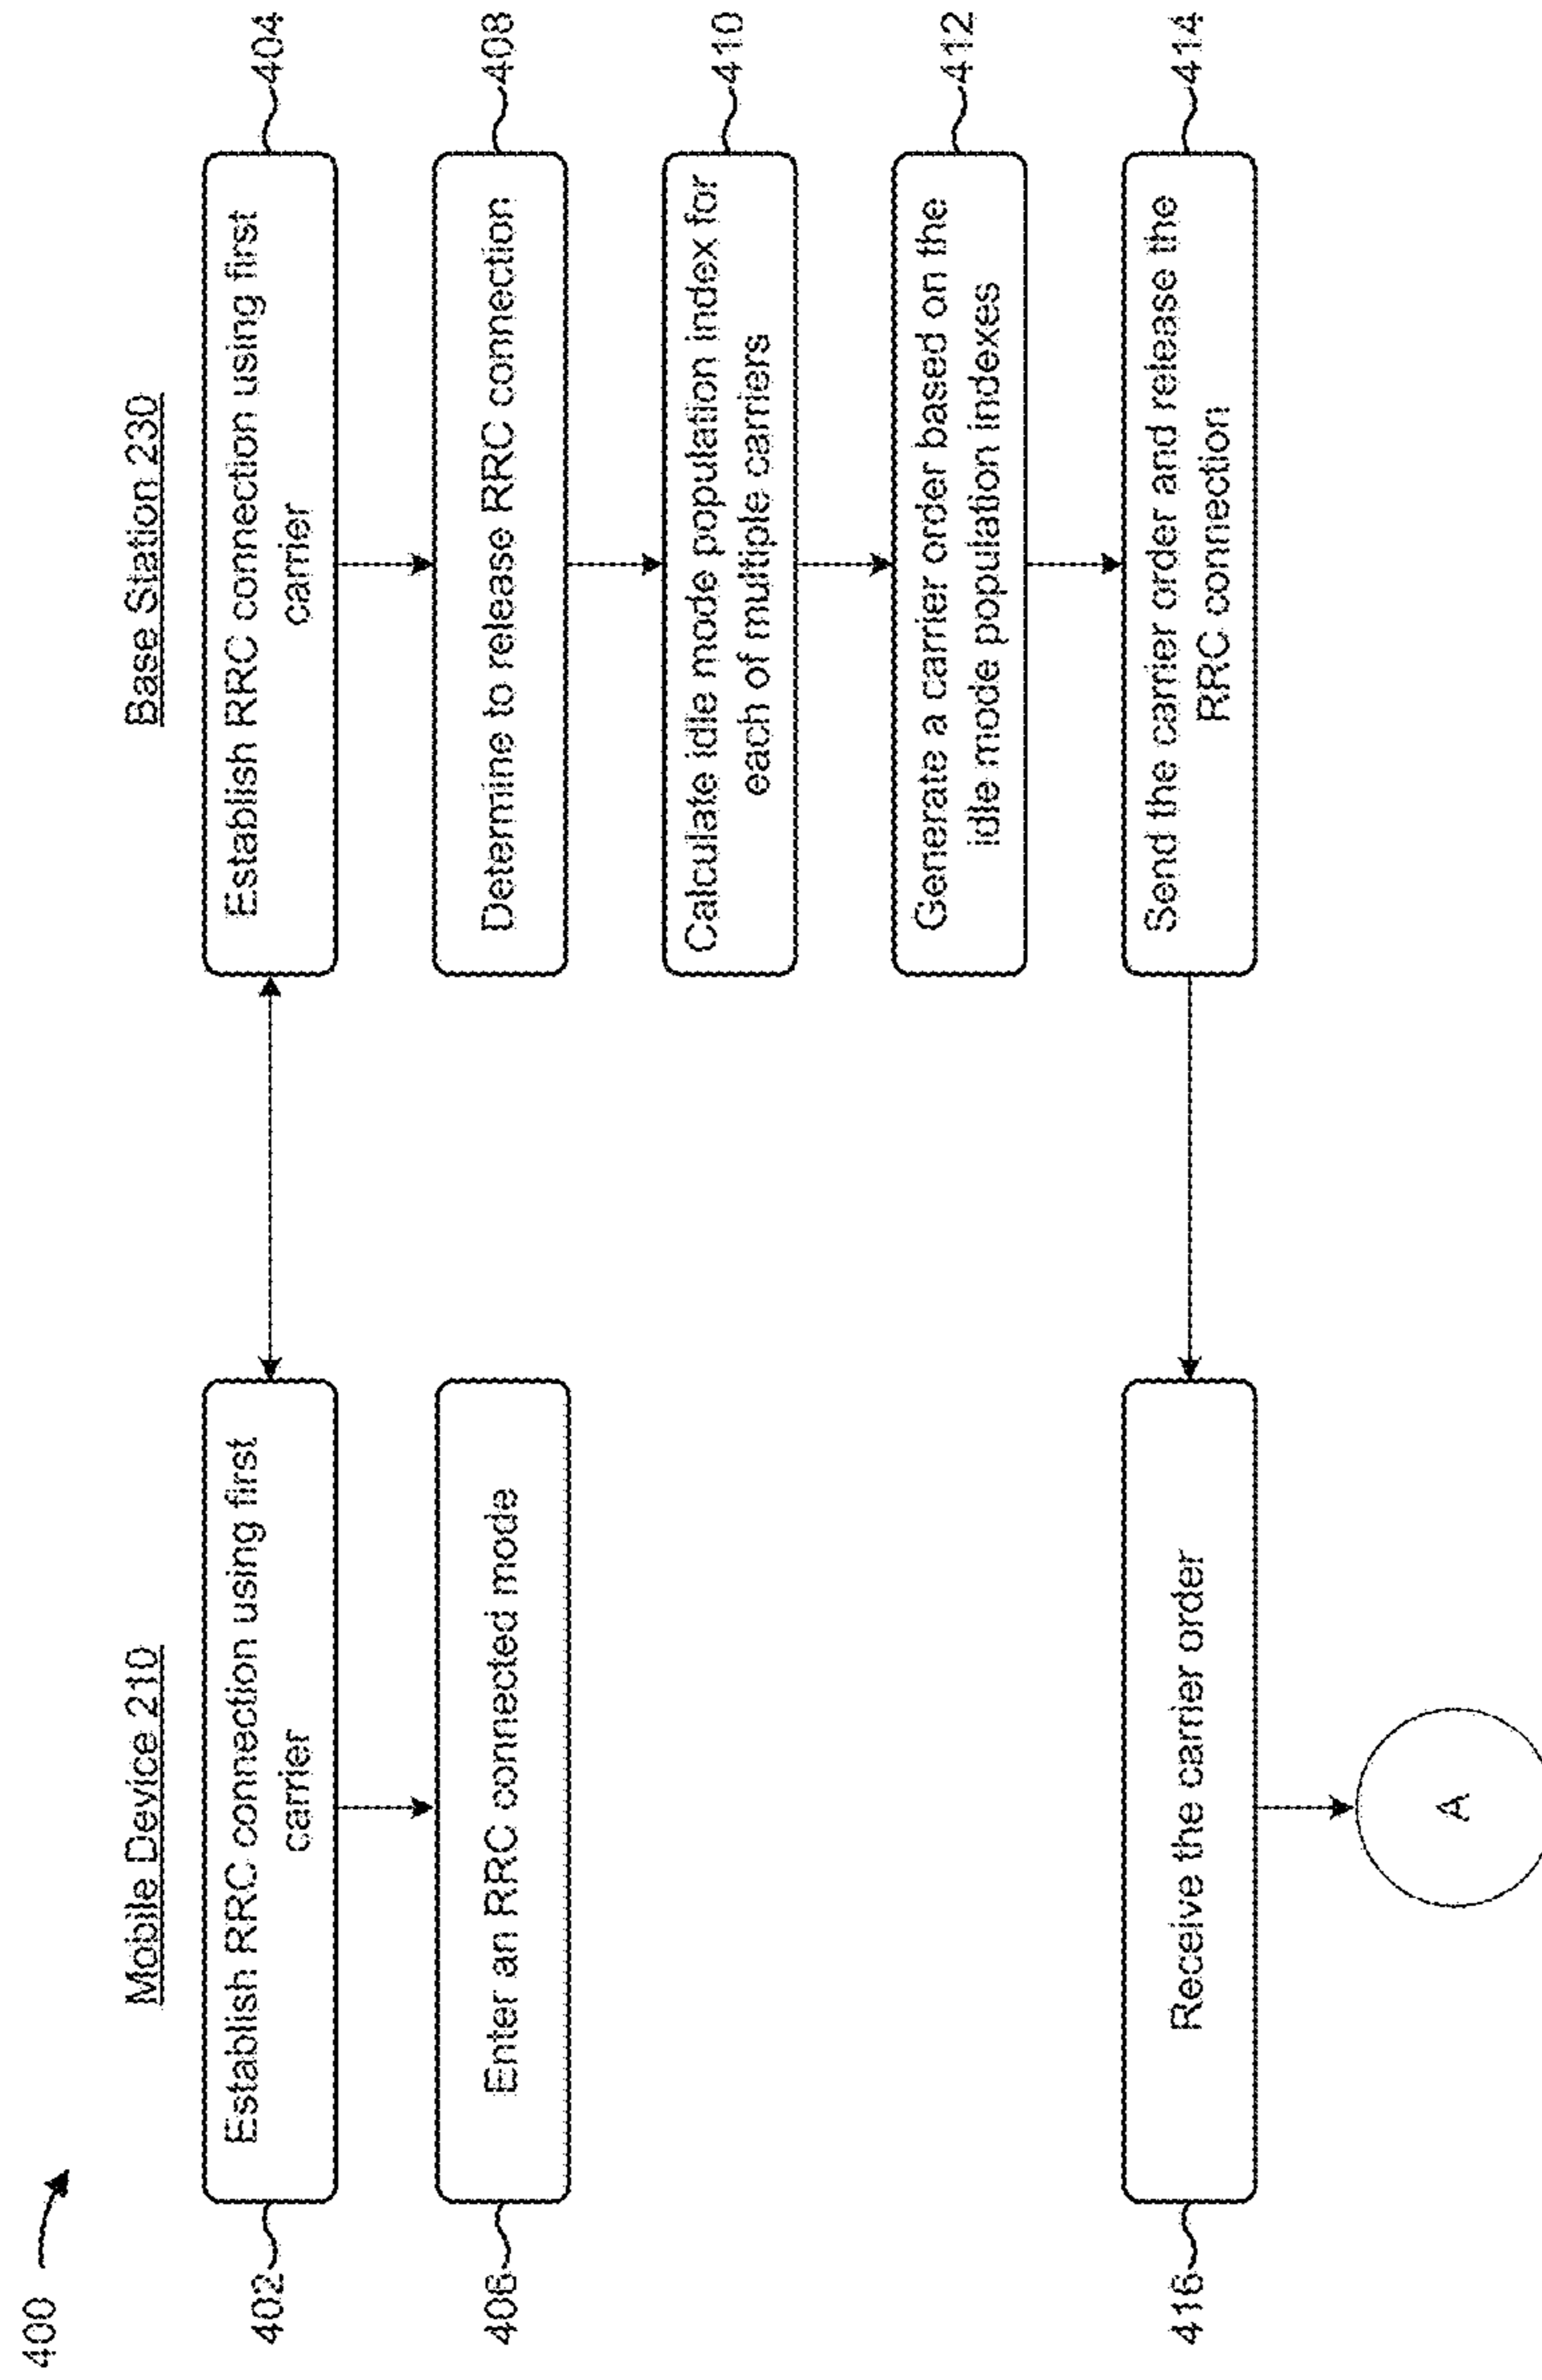 400
Mobile Device 210
Base Station 230
402
Establish RRC connection using first
carrier
Establish RRC connection using first
carrier
404
406
Enter an RRC connected mode
Determine to release RRC connection
408
Calculate idle mode population index for
each of multiple carriers
410
Generate a carrier order based on the
idle mode population indexes
412
416
Receive the carrier order
Send the carrier order and release the
RRC connection
414
A